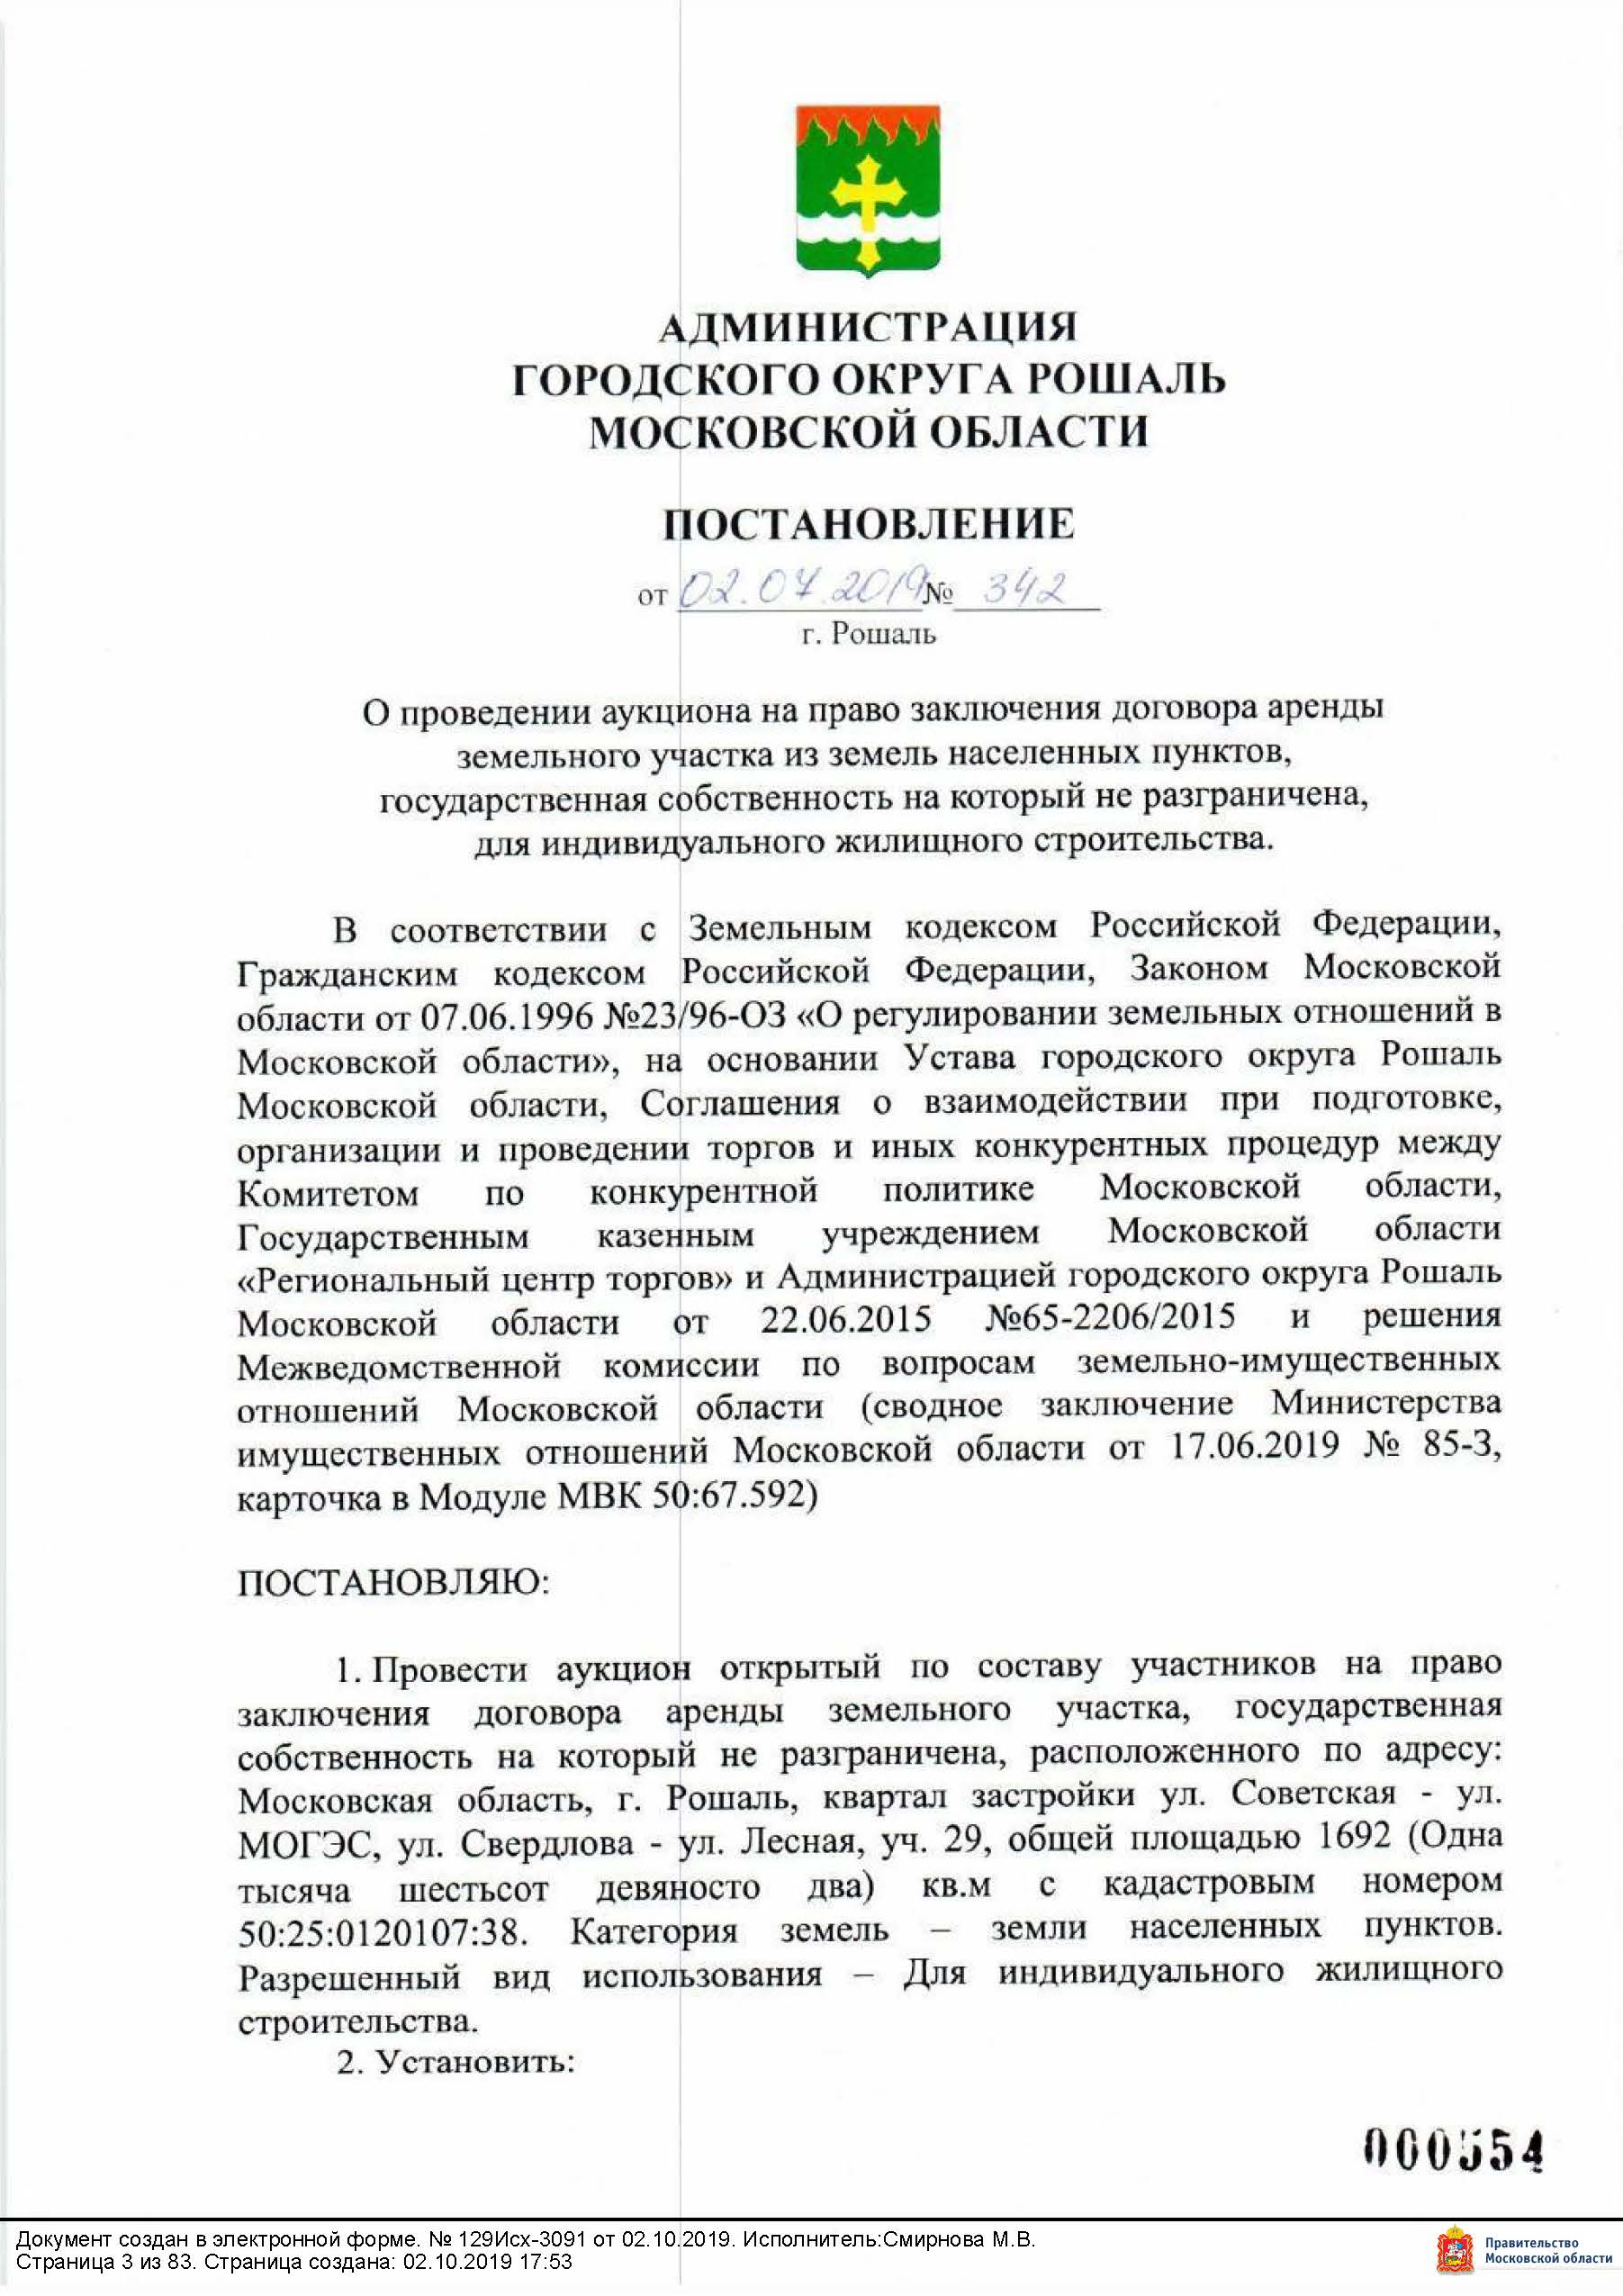 АДМИНИСТРАЦИЯ
ГОРОДСКОГО ОКРУГА РОШАЛЬ
МОСКОВСКОЙ ОБЛАСТИ
ПОСТАНОВЛЕНИЕ
от 02.07.2019 № 342
г. Рошаль
О проведении аукциона на право заключения договора аренды
земельного участка из земель населенных пунктов,
государственная собственность на который не разграничена,
для индивидуального жилищного строительства.
В соответствии с Земельным кодексом Российской Федерации,
Гражданским кодексом Российской Федерации, Законом Московской
области от 07.06.1996 №23/96-ОЗ «О регулировании земельных отношений в
Московской области», на основании Устава городского округа Рошаль
Московской области, Соглашения о взаимодействии при подготовке,
организации и проведении торгов и иных конкурентных процедур между
Комитетом по конкурентной политике Московской области,
Государственным казенным учреждением Московской области
«Региональный центр торгов» и Администрацией городского округа Рошаль
Московской области от 22.06.2015 №65-2206/2015 и решения
Межведомственной комиссии по вопросам земельно-имущественных
отношений Московской области (сводное заключение Министерства
имущественных отношений Московской области от 17.06.2019 № 85-З,
карточка в Модуле МВК 50:67.592)
ПОСТАНОВЛЯЮ:
1. Провести аукцион открытый по составу участников на право
заключения договора аренды земельного участка, государственная
собственность на который не разграничена, расположенного по адресу:
Московская область, г. Рошаль, квартал застройки ул. Советская - ул.
МОГЭС, ул. Свердлова - ул. Лесная, уч. 29, общей площадью 1692 (Одна
тысяча шестьсот девяносто два) кв.м с кадастровым номером
50:25:0120107:38. Категория земель – земли населенных пунктов.
Разрешенный вид использования – Для индивидуального жилищного
строительства.
2. Установить:
000554
Документ создан в электронной форме. № 129Исх-3091 от 02.10.2019. Исполнитель:Смирнова М.В.
Страница 3 из 83. Страница создана: 02.10.2019 17:53
Правительство
Московской области